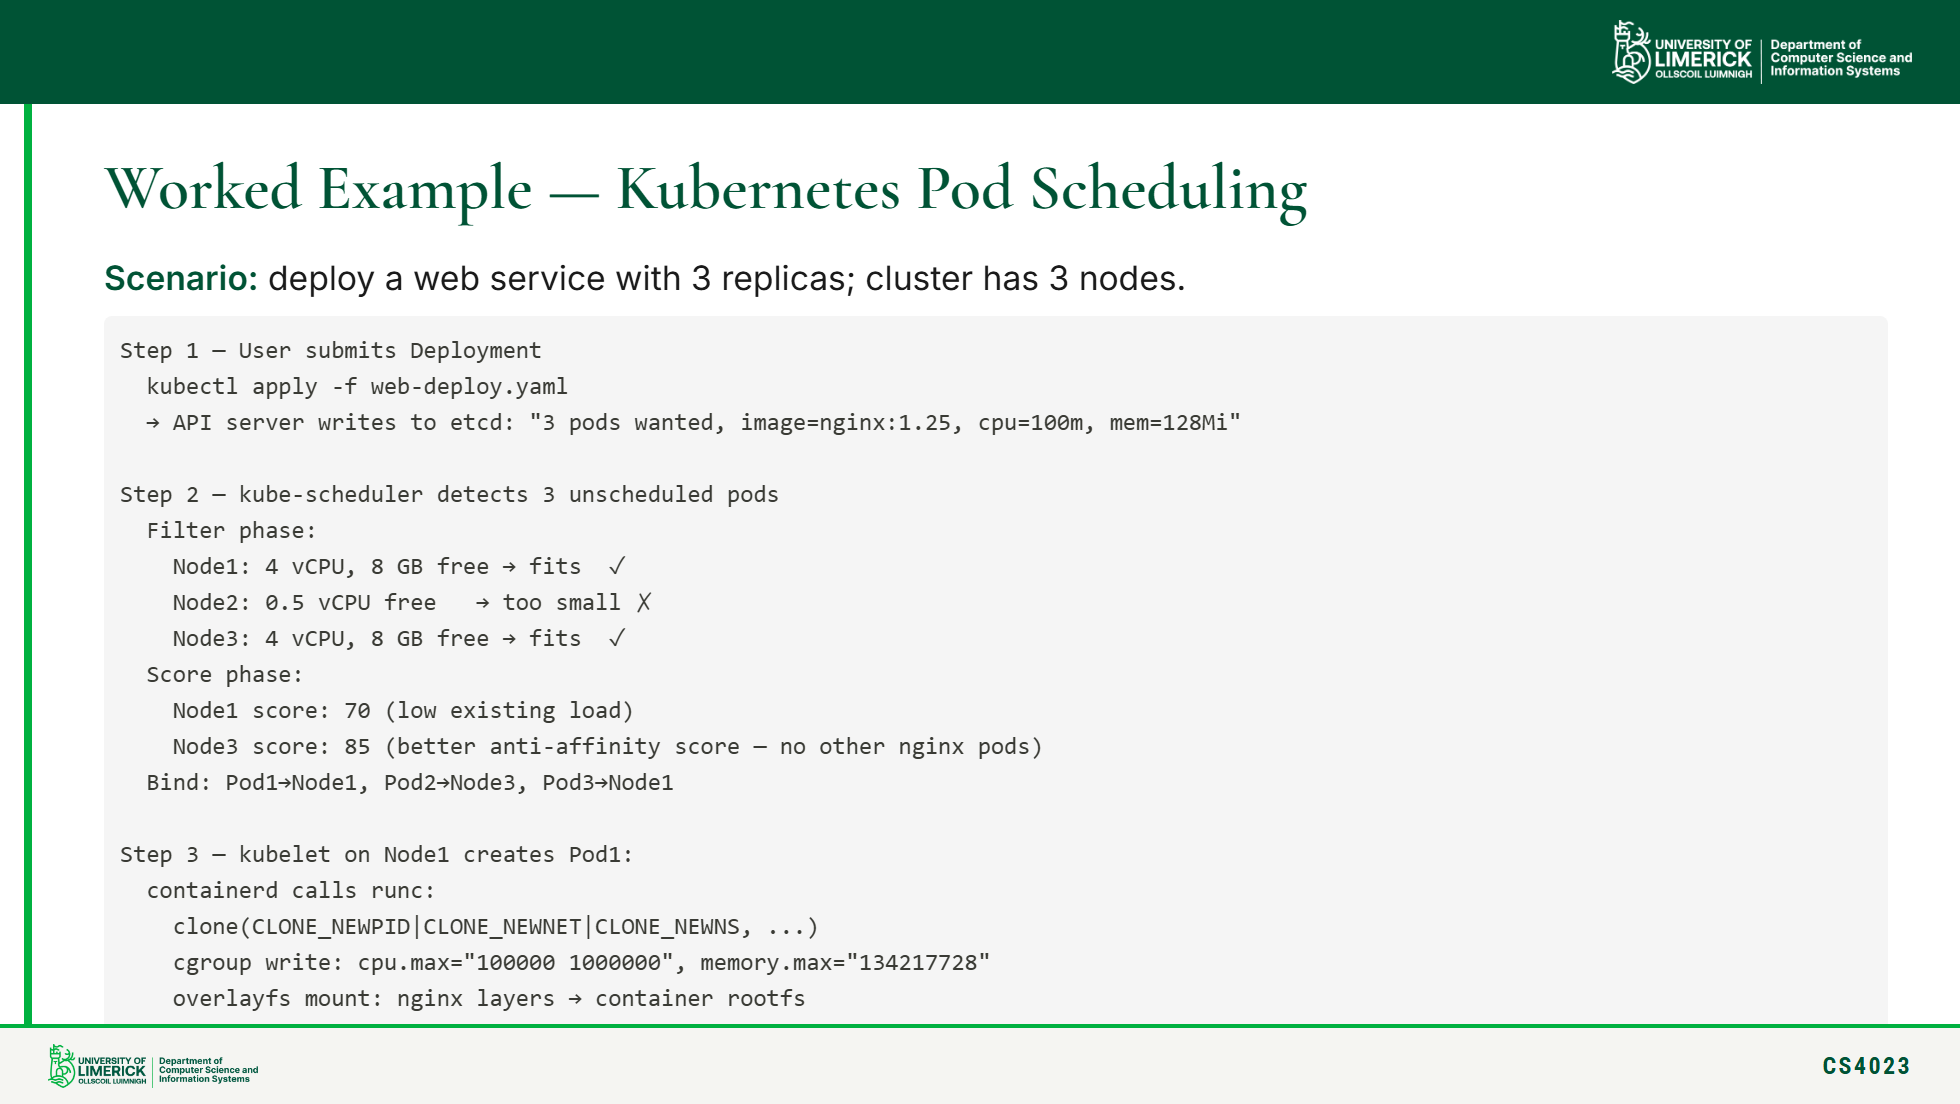 UNIVERSITY OF
LIMERICK
OLLSCOIL LUIMNIGH
Department of
Computer Science and
Information Systems
Worked Example — Kubernetes Pod Scheduling
Scenario: deploy a web service with 3 replicas; cluster has 3 nodes.
Step 1 — User submits Deployment
kubectl apply -f web-deploy.yaml
→ API server writes to etcd: "3 pods wanted, image=nginx:1.25, cpu=100m, mem=128Mi"
Step 2 — kube-scheduler detects 3 unscheduled pods
Filter phase:
Node1: 4 vCPU, 8 GB free → fits ✓
Node2: 0.5 vCPU free → too small ✗
Node3: 4 vCPU, 8 GB free → fits ✓
Score phase:
Node1 score: 70 (low existing load)
Node3 score: 85 (better anti-affinity score — no other nginx pods)
Bind: Pod1→Node1, Pod2→Node3, Pod3→Node1
Step 3 — kubelet on Node1 creates Pod1:
containerd calls runc:
clone(CLONE_NEWPID|CLONE_NEWNET|CLONE_NEWNS, ...)
cgroup write: cpu.max="100000 1000000", memory.max="134217728"
overlayfs mount: nginx layers → container rootfs
UNIVERSITY OF
LIMERICK
OLLSCOIL LUIMNIGH
Department of
Computer Science and
Information Systems
CS4023